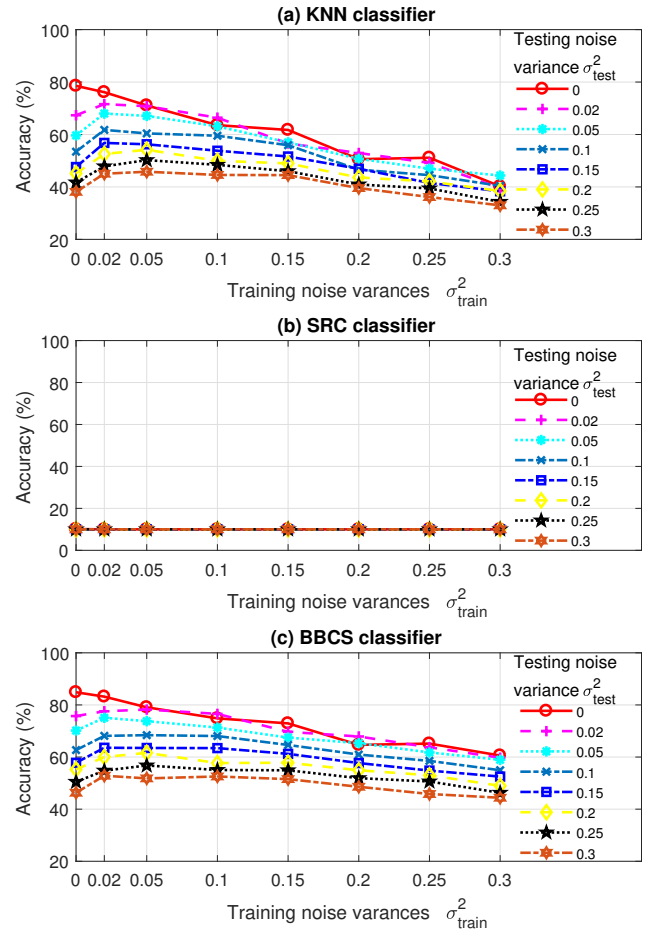 (a) KNN classifier
Accuracy (%)
100
80
60
40
20
0 0.02 0.05 0.1 0.15 0.2 0.25 0.3
Training noise varances σ²train
Testing noise
variance σ²test
0
0.02
0.05
0.1
0.15
0.2
0.25
0.3
(b) SRC classifier
Accuracy (%)
100
80
60
40
20
0
0 0.02 0.05 0.1 0.15 0.2 0.25 0.3
Training noise varances σ²train
Testing noise
variance σ²test
0
0.02
0.05
0.1
0.15
0.2
0.25
0.3
(c) BBCS classifier
Accuracy (%)
100
80
60
40
20
0 0.02 0.05 0.1 0.15 0.2 0.25 0.3
Training noise varances σ²train
Testing noise
variance σ²test
0
0.02
0.05
0.1
0.15
0.2
0.25
0.3